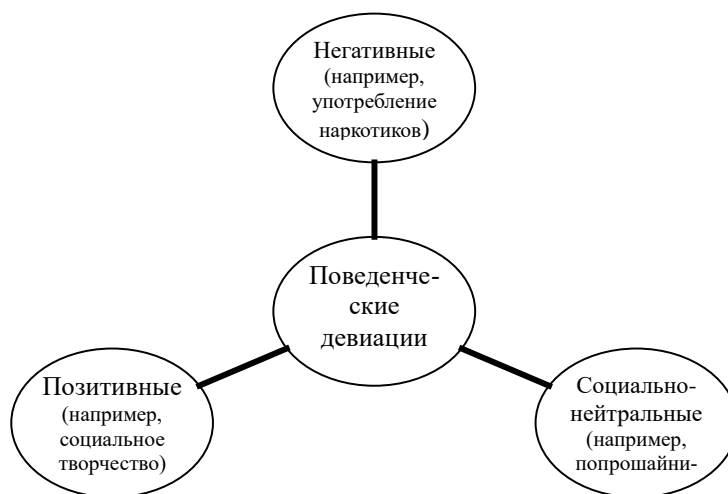 Негативные
(например,
употребление
наркотиков)
Поведенче-
ские
девиации
Позитивные
(например,
социальное
творчество)
Социально-
нейтральные
(например,
попрошайни-